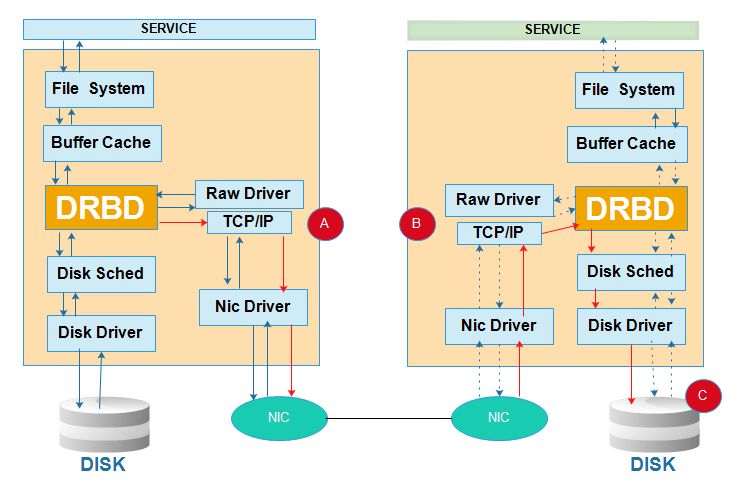 SERVICE
File System
Buffer Cache
DRBD
Raw Driver
TCP/IP
Disk Sched
Nic Driver
Disk Driver
NIC
DISK
A
SERVICE
File System
Buffer Cache
Raw Driver
DRBD
B
TCP/IP
Disk Sched
Nic Driver
Disk Driver
C
NIC
DISK